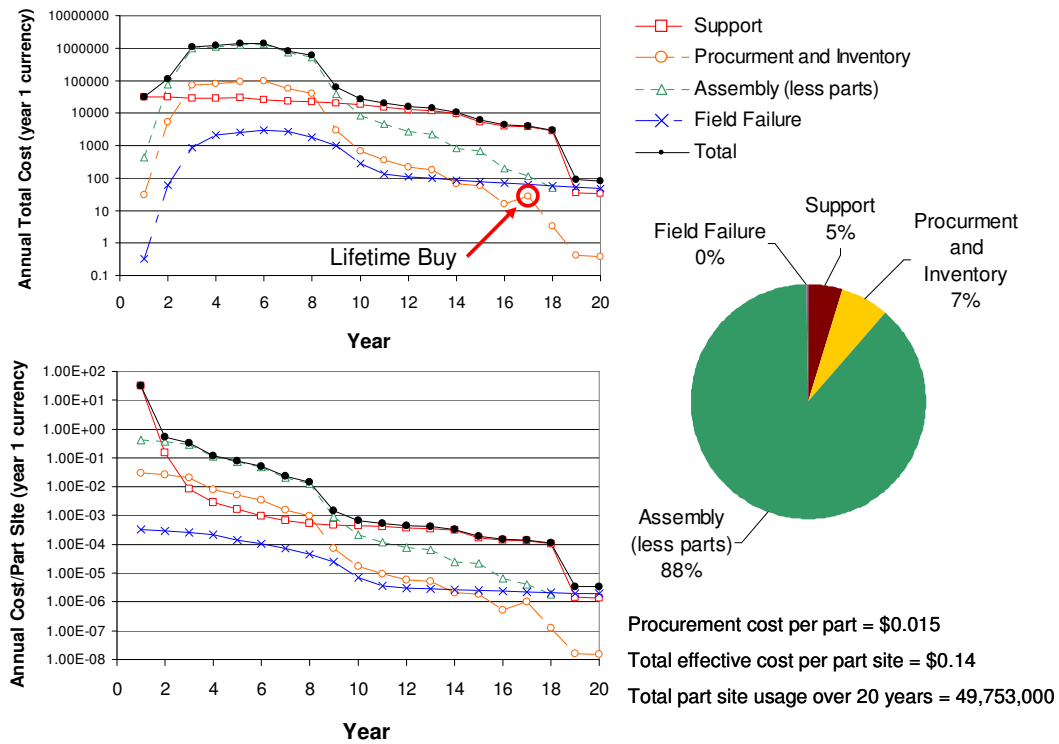 Annual Total Cost (year 1 currency)
10000000
1000000
100000
10000
1000
100
10
1
0.1
Lifetime Buy
0 2 4 6 8 10 12 14 16 18 20
Year
Support
Procurment and Inventory
Assembly (less parts)
Field Failure
Total
Annual Cost/Part Site (year 1 currency
1.00E+02
1.00E+01
1.00E+00
1.00E-01
1.00E-02
1.00E-03
1.00E-04
1.00E-05
1.00E-06
1.00E-07
1.00E-08
0 2 4 6 8 10 12 14 16 18 20
Year
Field Failure
0%
Support
5%
Procurment
and
Inventory
7%
Assembly
(less parts)
88%
Procurement cost per part = $0.015
Total effective cost per part site = $0.14
Total part site usage over 20 years = 49,753,000